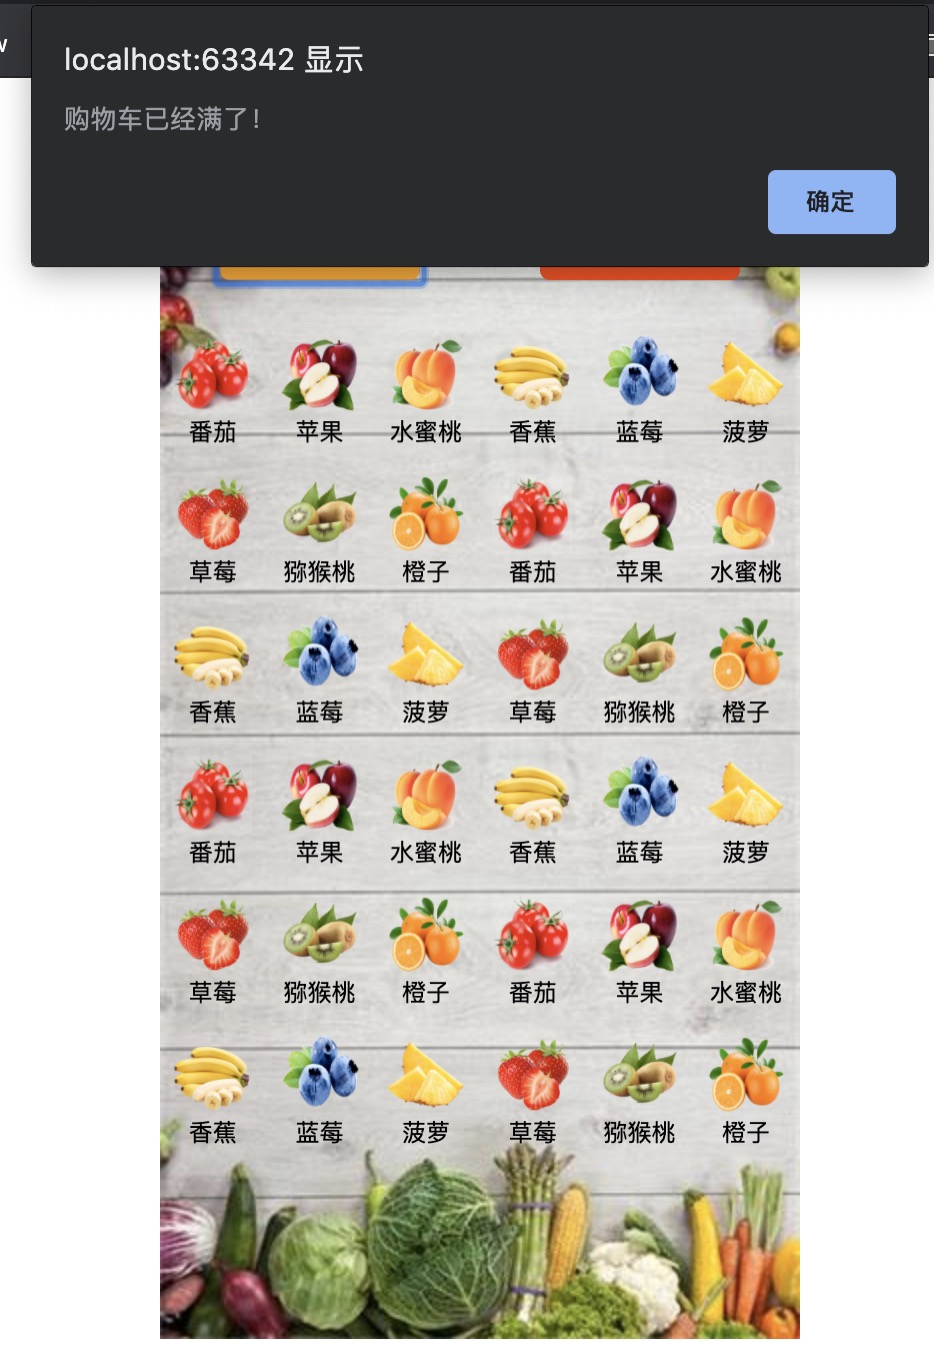 w
localhost:63342 显示
购物车已经满了！
确定
番茄 苹果 水蜜桃 香蕉 蓝莓 菠萝
草莓 猕猴桃 橙子 番茄 苹果 水蜜桃
香蕉 蓝莓 菠萝 草莓 猕猴桃 橙子
番茄 苹果 水蜜桃 香蕉 蓝莓 菠萝
草莓 猕猴桃 橙子 番茄 苹果 水蜜桃
香蕉 蓝莓 菠萝 草莓 猕猴桃 橙子